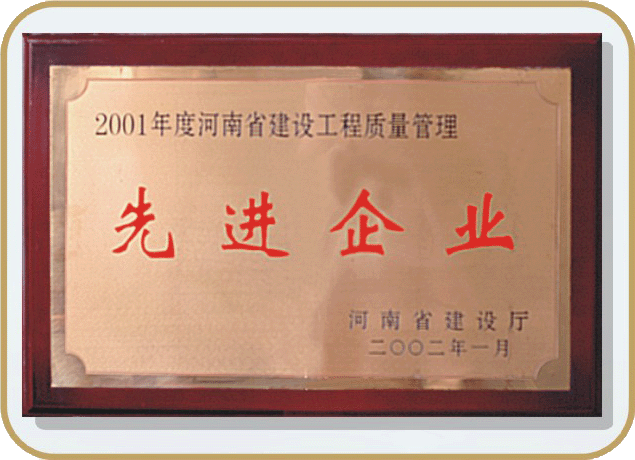 2001年度河南省建设工程质量管理
先进企业
河南省建设厅
二〇〇二年一月